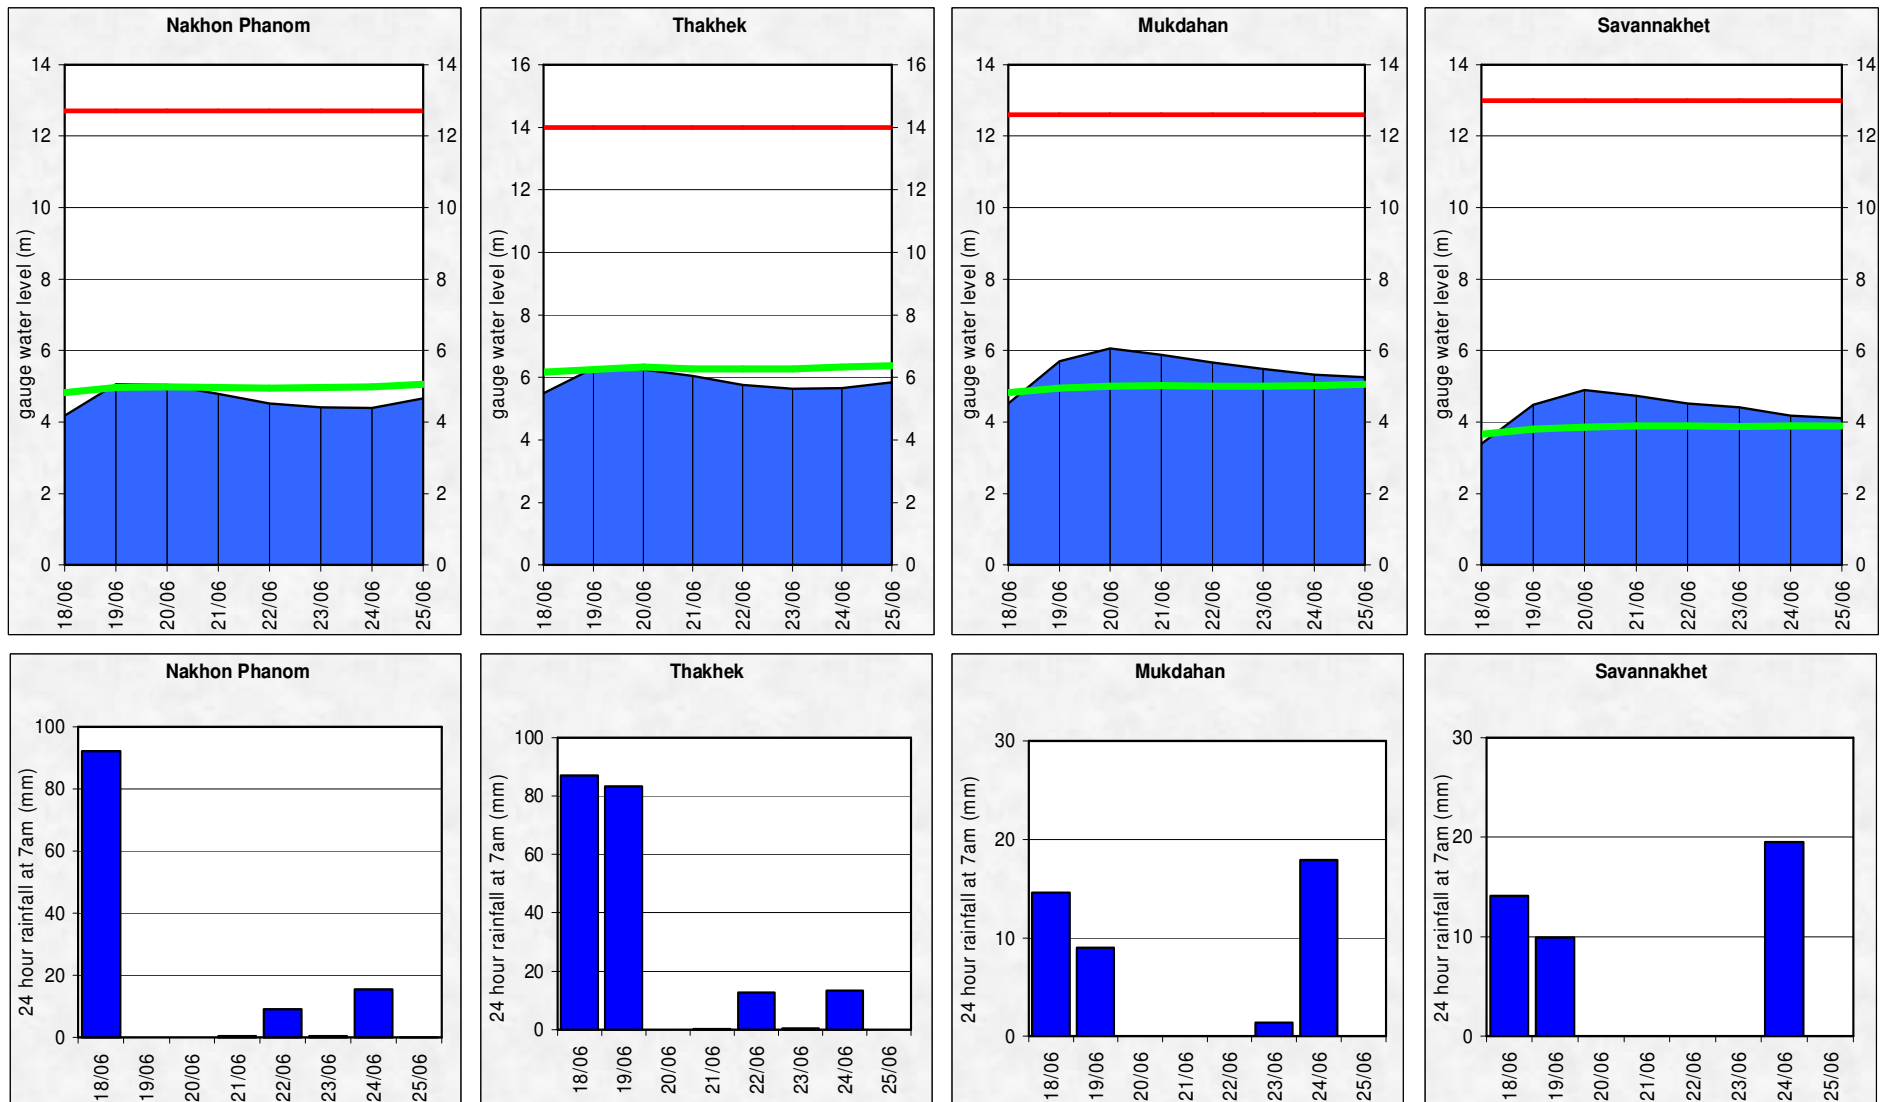 Nakhon Phanom
gauge water level (m)
14 12 10 8 6 4 2 0
14 12 10 8 6 4 2 0
18/06 19/06 20/06 21/06 22/06 23/06 24/06 25/06
Thakhek
gauge water level (m)
16 14 12 10 8 6 4 2 0
16 14 12 10 8 6 4 2 0
18/06 19/06 20/06 21/06 22/06 23/06 24/06 25/06
Mukdahan
gauge water level (m)
14 12 10 8 6 4 2 0
14 12 10 8 6 4 2 0
18/06 19/06 20/06 21/06 22/06 23/06 24/06 25/06
Savannakhet
gauge water level (m)
14 12 10 8 6 4 2 0
14 12 10 8 6 4 2 0
18/06 19/06 20/06 21/06 22/06 23/06 24/06 25/06
Nakhon Phanom
24 hour rainfall at 7am (mm)
100 80 60 40 20 0
18/06 19/06 20/06 21/06 22/06 23/06 24/06 25/06
Thakhek
24 hour rainfall at 7am (mm)
100 80 60 40 20 0
18/06 19/06 20/06 21/06 22/06 23/06 24/06 25/06
Mukdahan
24 hour rainfall at 7am (mm)
30 20 10 0
18/06 19/06 20/06 21/06 22/06 23/06 24/06 25/06
Savannakhet
24 hour rainfall at 7am (mm)
30 20 10 0
18/06 19/06 20/06 21/06 22/06 23/06 24/06 25/06